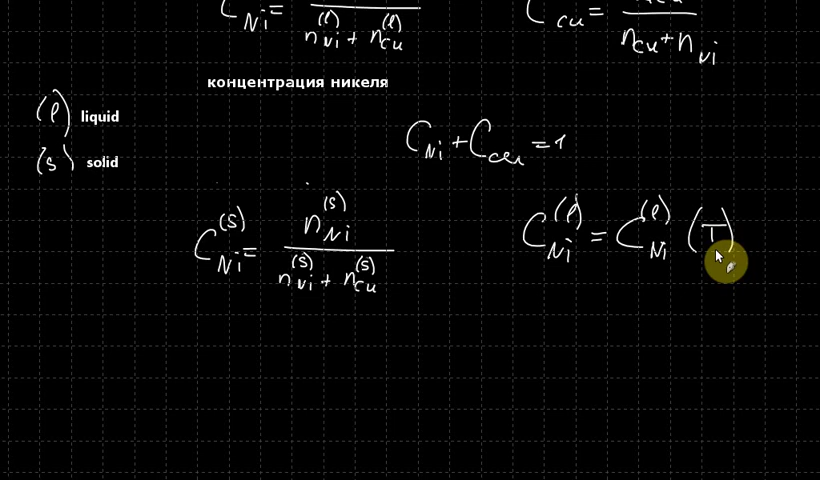 C_Ni = / n_Ni^(l) + n_Cu^(l)
C_Cu = n_Cu / n_Cu + n_Ni
концентрация никеля
(l) liquid
C_Ni + C_Cu = 1
(s) solid
C_Ni^(s) = n_Ni^(s) / n_Ni^(s) + n_Cu^(s)
C_Ni^(l) = C_Ni^(l) (T)